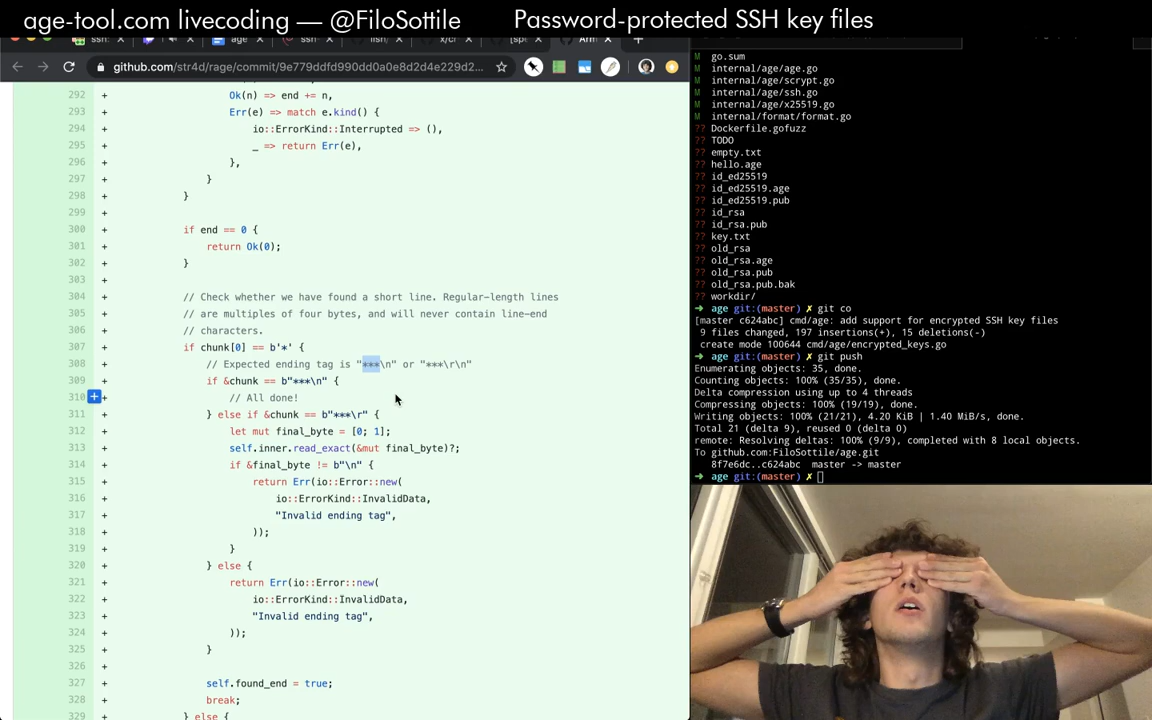 age-tool.com livecoding — @FiloSottile
Password-protected SSH key files
age
github.com/str4d/rage/commit/9e779ddfd990dd0a0e8d2d4e229d2...
292 + Ok(n) => end += n,
293 + Err(e) => match e.kind() {
294 + io::ErrorKind::Interrupted => (),
295 + _ => return Err(e),
296 + },
297 + }
298 + }
299 +
300 + if end == 0 {
301 + return Ok(0);
302 + }
303 +
304 + // Check whether we have found a short line. Regular-length lines
305 + // are multiples of four bytes, and will never contain line-end
306 + // characters.
307 + if chunk[0] == b'*' {
308 + // Expected ending tag is "***\n" or "***\r\n"
309 + if &chunk == b"***\n" {
310 + // All done!
311 + } else if &chunk == b"***\r" {
312 + let mut final_byte = [0; 1];
313 + self.inner.read_exact(&mut final_byte)?;
314 + if &final_byte != b"\n" {
315 + return Err(io::Error::new(
316 + io::ErrorKind::InvalidData,
317 + "Invalid ending tag",
318 + ));
319 + }
320 + } else {
321 + return Err(io::Error::new(
322 + io::ErrorKind::InvalidData,
323 + "Invalid ending tag",
324 + ));
325 + }
326 +
327 + self.found_end = true;
328 + break;
329 + } else {
M go.sum
M internal/age/age.go
M internal/age/scrypt.go
M internal/age/ssh.go
M internal/age/x25519.go
M internal/format/format.go
?? Dockerfile.gofuzz
?? TODO
?? empty.txt
?? hello.age
?? id_ed25519
?? id_ed25519.age
?? id_ed25519.pub
?? id_rsa
?? id_rsa.pub
?? key.txt
?? old_rsa
?? old_rsa.age
?? old_rsa.pub
?? old_rsa.pub.bak
?? workdir/
➜ age git:(master) ✗ git co
[master c624abc] cmd/age: add support for encrypted SSH key files
9 files changed, 197 insertions(+), 15 deletions(-)
create mode 100644 cmd/age/encrypted_keys.go
➜ age git:(master) ✗ git push
Enumerating objects: 35, done.
Counting objects: 100% (35/35), done.
Delta compression using up to 4 threads
Compressing objects: 100% (19/19), done.
Writing objects: 100% (21/21), 4.20 KiB | 1.40 MiB/s, done.
Total 21 (delta 9), reused 0 (delta 0)
remote: Resolving deltas: 100% (9/9), completed with 8 local objects.
To github.com:FiloSottile/age.git
8f7e6dc..c624abc master -> master
➜ age git:(master) ✗